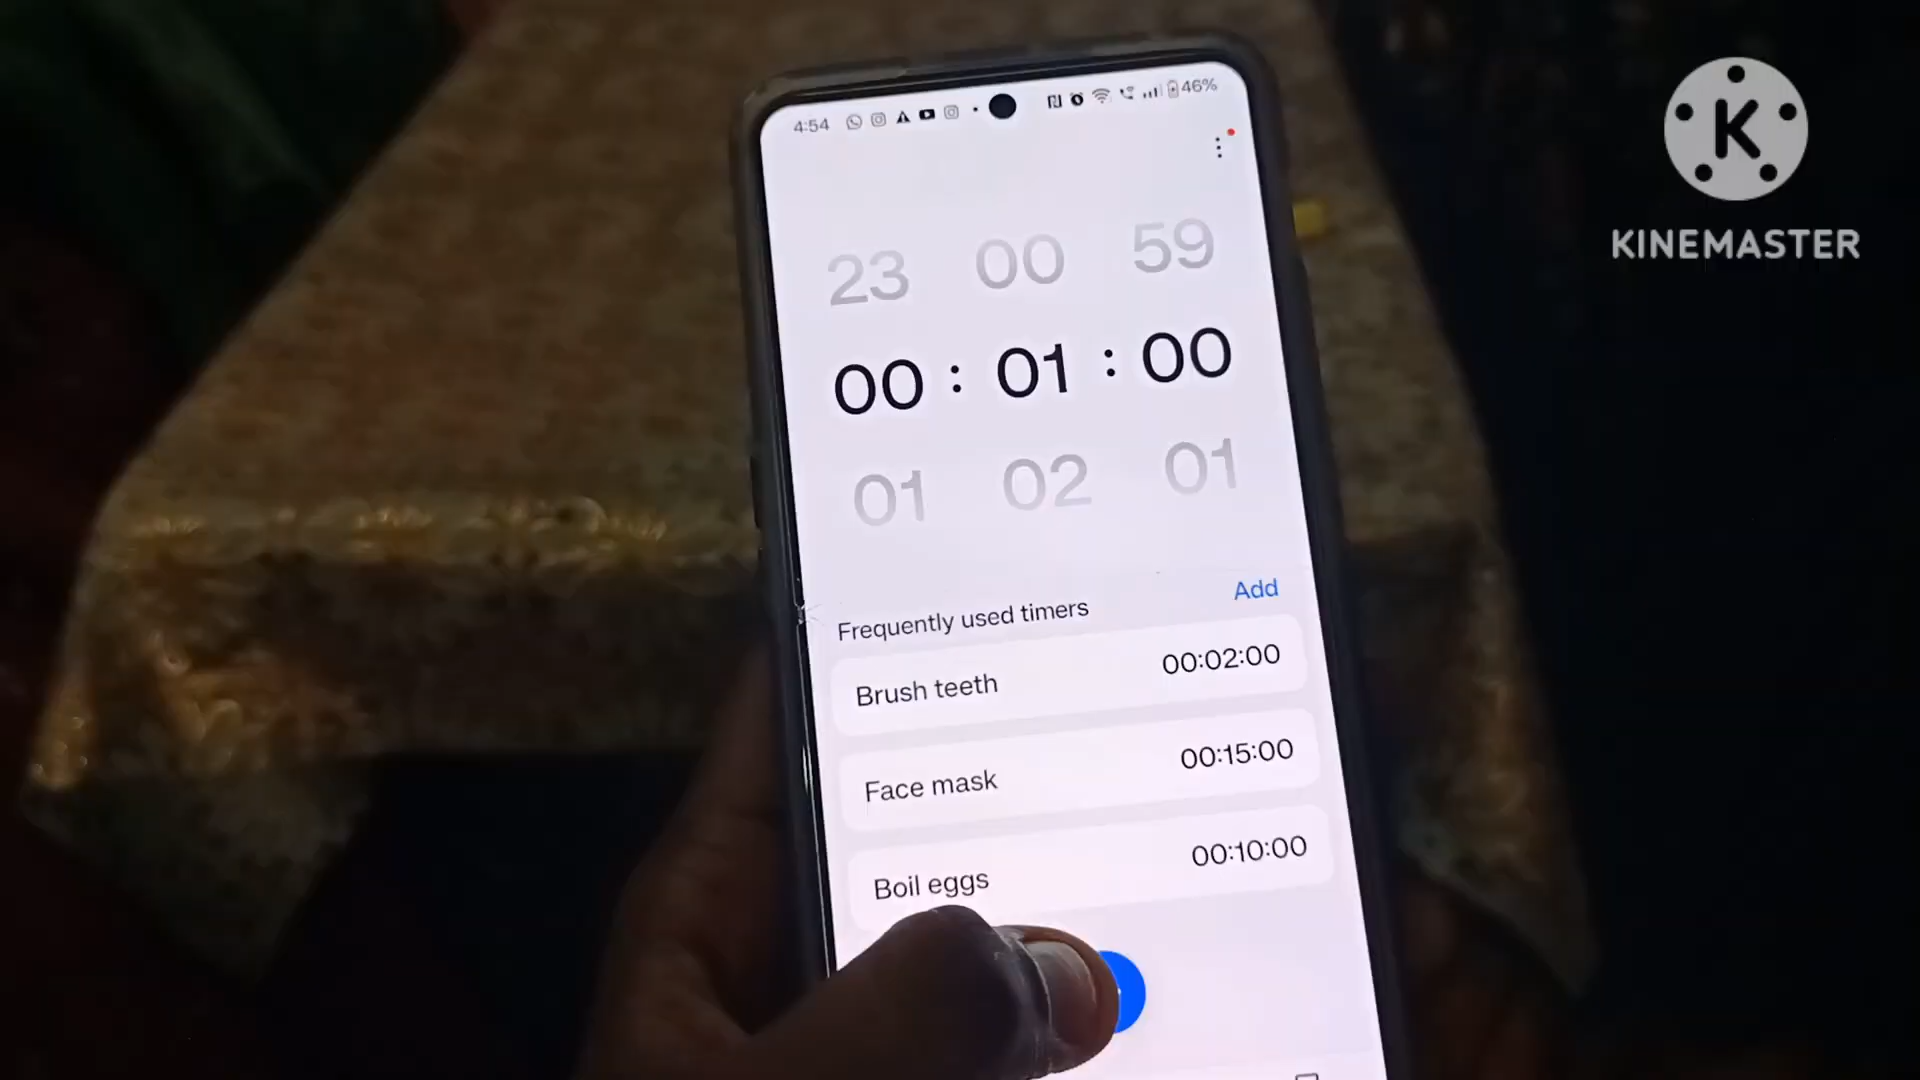 4:54 46%
K
KINEMASTER
23 00 59
00 : 01 : 00
01 02 01
Frequently used timers Add
Brush teeth 00:02:00
Face mask 00:15:00
Boil eggs 00:10:00